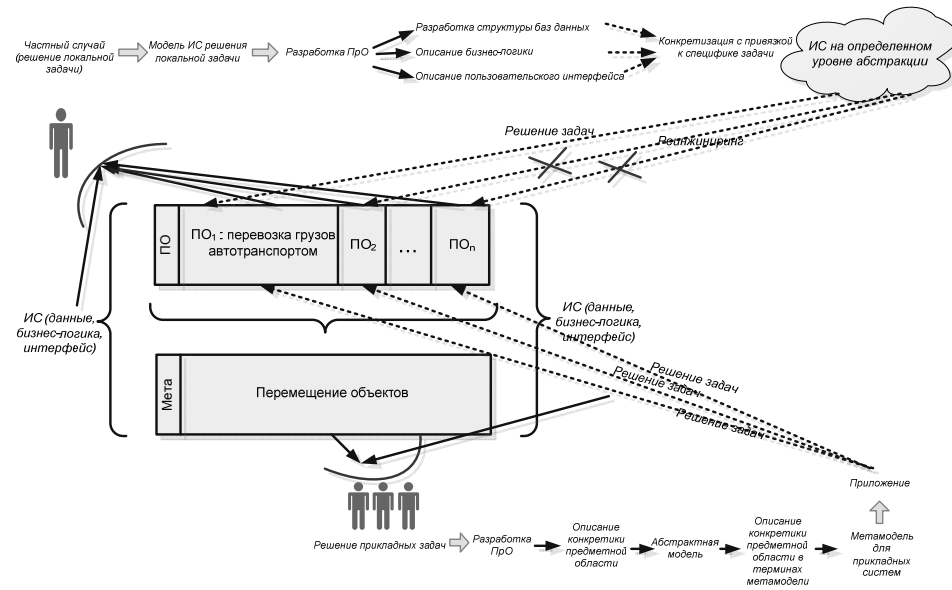 Разработка структуры баз данных
Частный случай
(решение локальной
задачи)
Модель ИС решения
локальной задачи
Разработка ПрО
Описание бизнес-логики
Описание пользовательского интерфейса
Конкретизация с привязкой
к специфике задачи
ИС на определенном
уровне абстракции
Решение задач
Реинжиниринг
ПО
ПО1 : перевозка грузов
автотранспортом
ПО2
...
ПОn
ИС (данные,
бизнес-логика,
интерфейс)
ИС (данные,
бизнес-логика,
интерфейс)
Мета
Перемещение объектов
Решение задач
Решение задач
Решение задач
Приложение
Решение прикладных задач
Разработка
ПрО
Описание
конкретики
предметной
области
Абстрактная
модель
Описание
конкретики
предметной
области в
терминах
метамодели
Метамодель
для
прикладных
систем